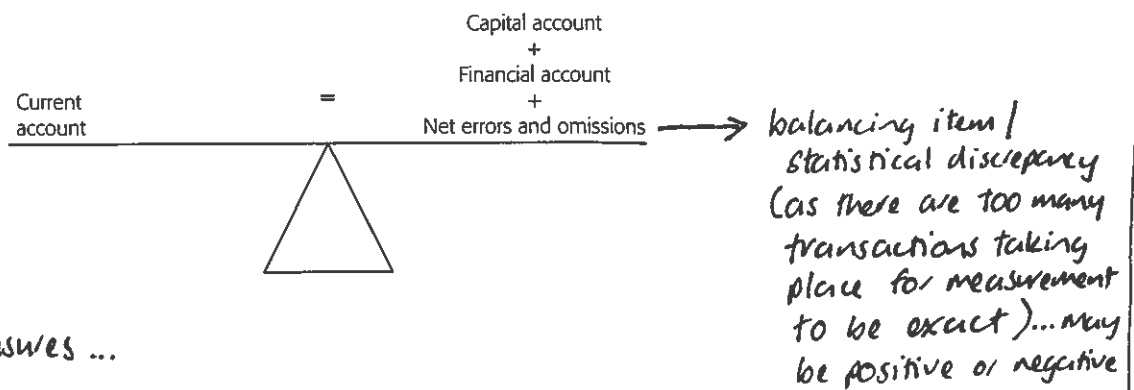 Capital account
+
Financial account
+
Current
account
=
Net errors and omissions
balancing item /
statistical discrepancy
(as there are too many
transactions taking
place for measurement
to be exact)...may
be positive or negative